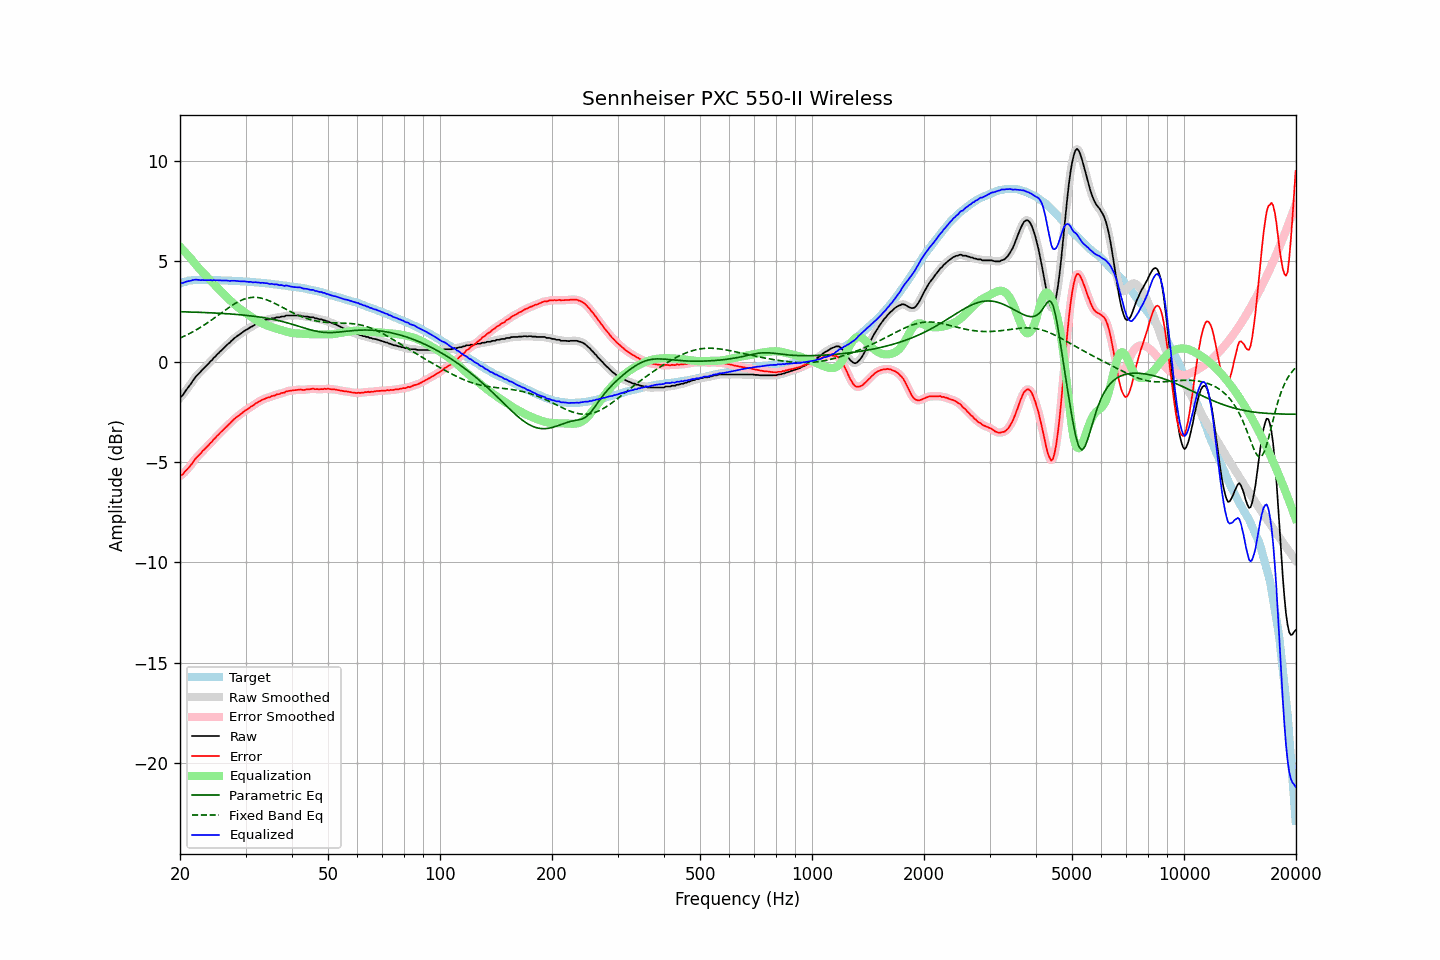 Sennheiser PXC 550-II Wireless
10
5
0
−5
−10
−15
−20
Amplitude (dBr)
Target
Raw Smoothed
Error Smoothed
Raw
Error
Equalization
Parametric Eq
Fixed Band Eq
Equalized
20 50 100 200 500 1000 2000 5000 10000 20000
Frequency (Hz)